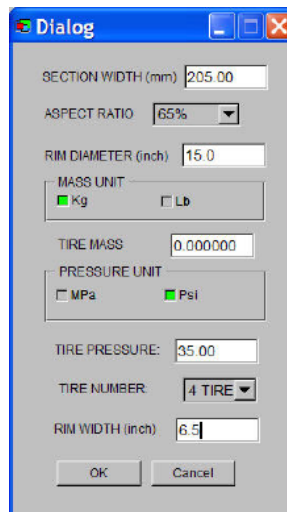 Dialog
SECTION WIDTH (mm) 205.00
ASPECT RATIO 65%
RIM DIAMETER (inch) 15.0
MASS UNIT
Kg Lb
TIRE MASS 0.000000
PRESSURE UNIT
MPa Psi
TIRE PRESSURE: 35.00
TIRE NUMBER: 4 TIRE
RIM WIDTH (inch) 6.5
OK Cancel